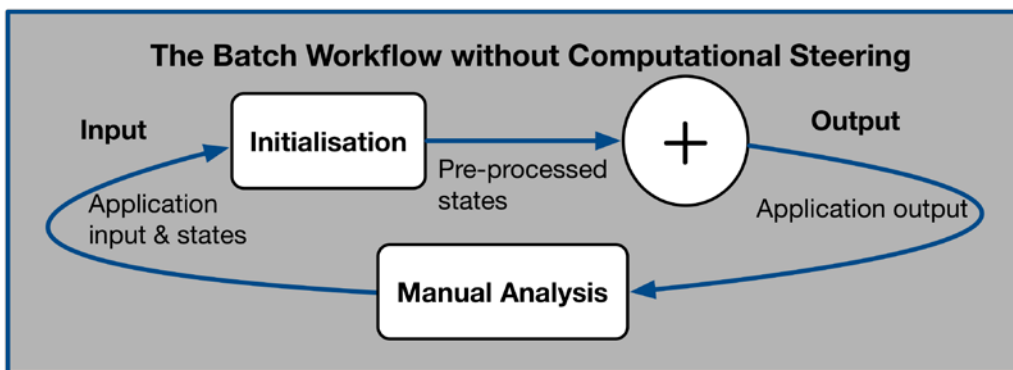 The Batch Workflow without Computational Steering
Input
Output
Initialisation
+
Pre-processed
states
Application
input & states
Application output
Manual Analysis